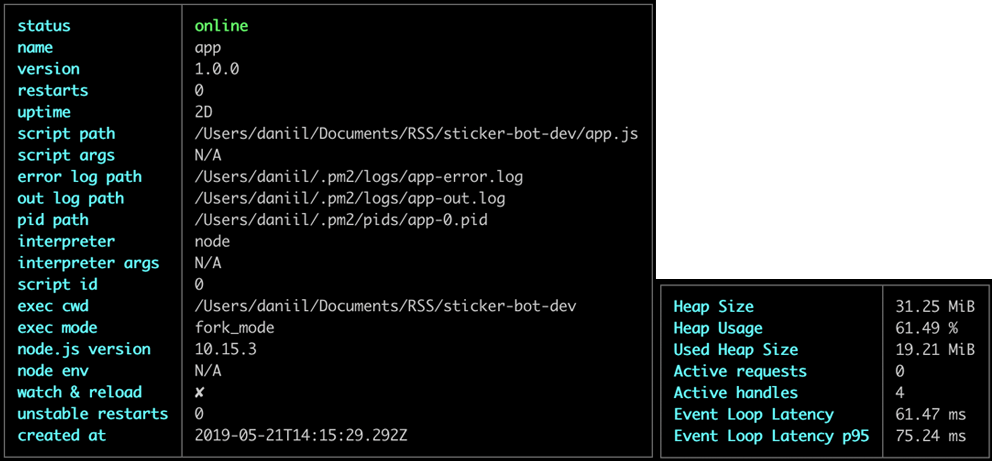 status online
name app
version 1.0.0
restarts 0
uptime 2D
script path /Users/daniil/Documents/RSS/sticker-bot-dev/app.js
script args N/A
error log path /Users/daniil/.pm2/logs/app-error.log
out log path /Users/daniil/.pm2/logs/app-out.log
pid path /Users/daniil/.pm2/pids/app-0.pid
interpreter node
interpreter args N/A
script id 0
exec cwd /Users/daniil/Documents/RSS/sticker-bot-dev
exec mode fork_mode
node.js version 10.15.3
node env N/A
watch & reload ✘
unstable restarts 0
created at 2019-05-21T14:15:29.292Z
Heap Size 31.25 MiB
Heap Usage 61.49 %
Used Heap Size 19.21 MiB
Active requests 0
Active handles 4
Event Loop Latency 61.47 ms
Event Loop Latency p95 75.24 ms